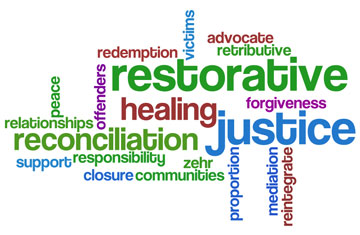 victims
advocate
redemption
retributive
restorative
offenders
peace
healing
forgiveness
relationships
justice
reconciliation
support
responsibility
zehr
closure
communities
proportion
mediation
reintegrate